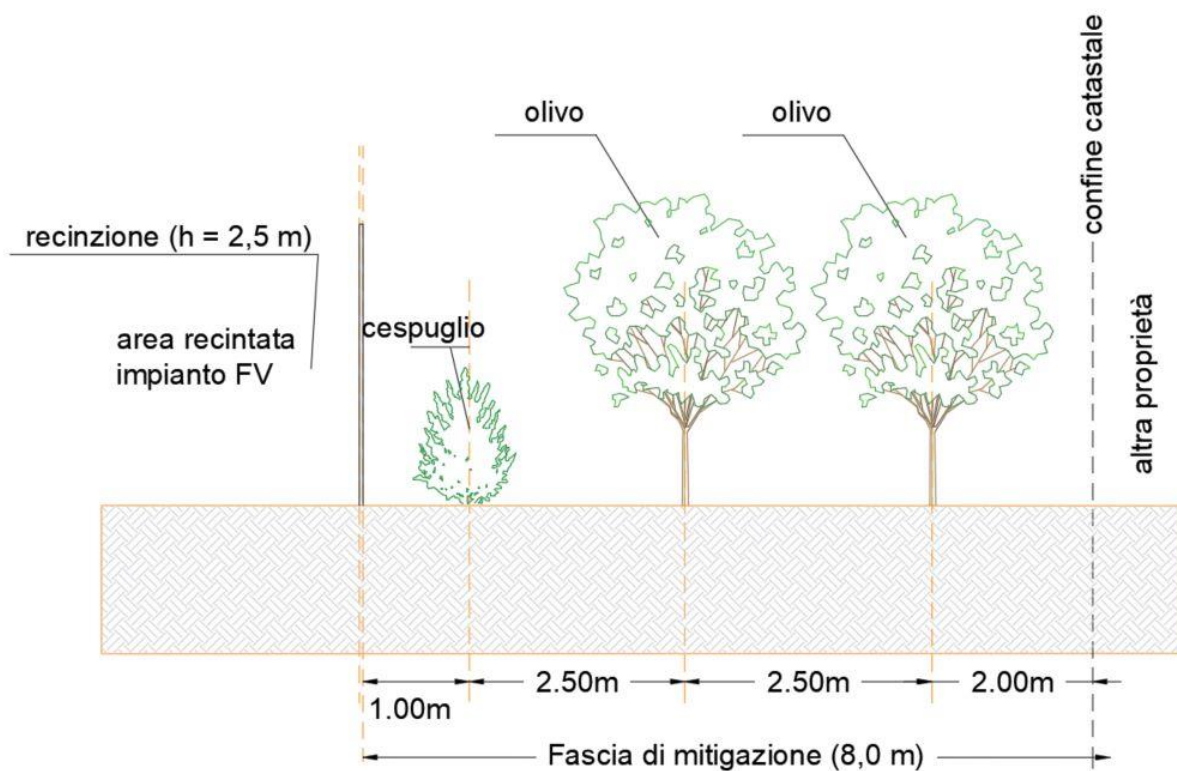 olivo
olivo
confine catastale
recinzione (h = 2,5 m)
cespuglio
area recintata
impianto FV
altra proprietà
1.00m
2.50m
2.50m
2.00m
Fascia di mitigazione (8,0 m)